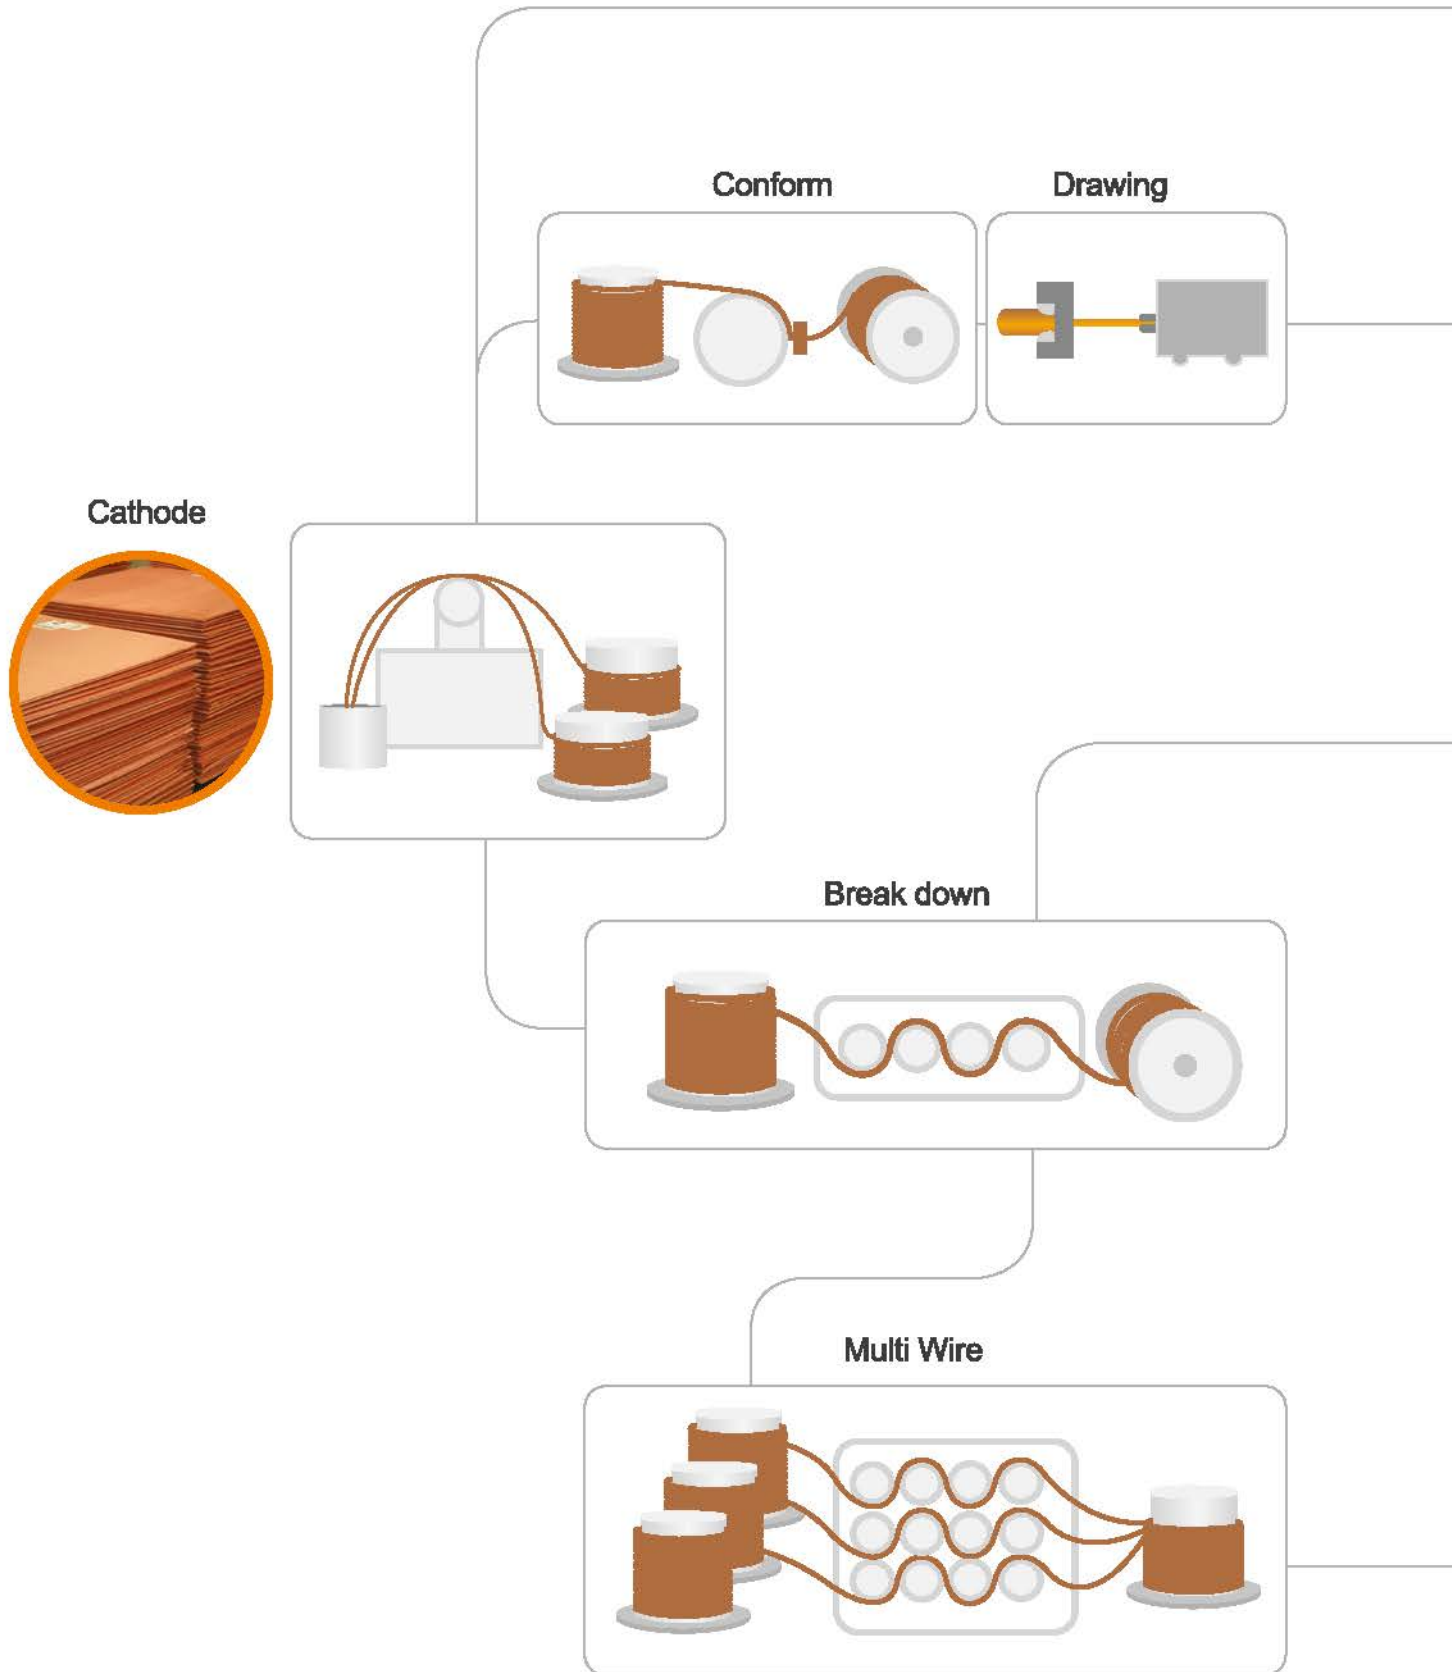 Conform
Drawing
Cathode
Break down
Multi Wire